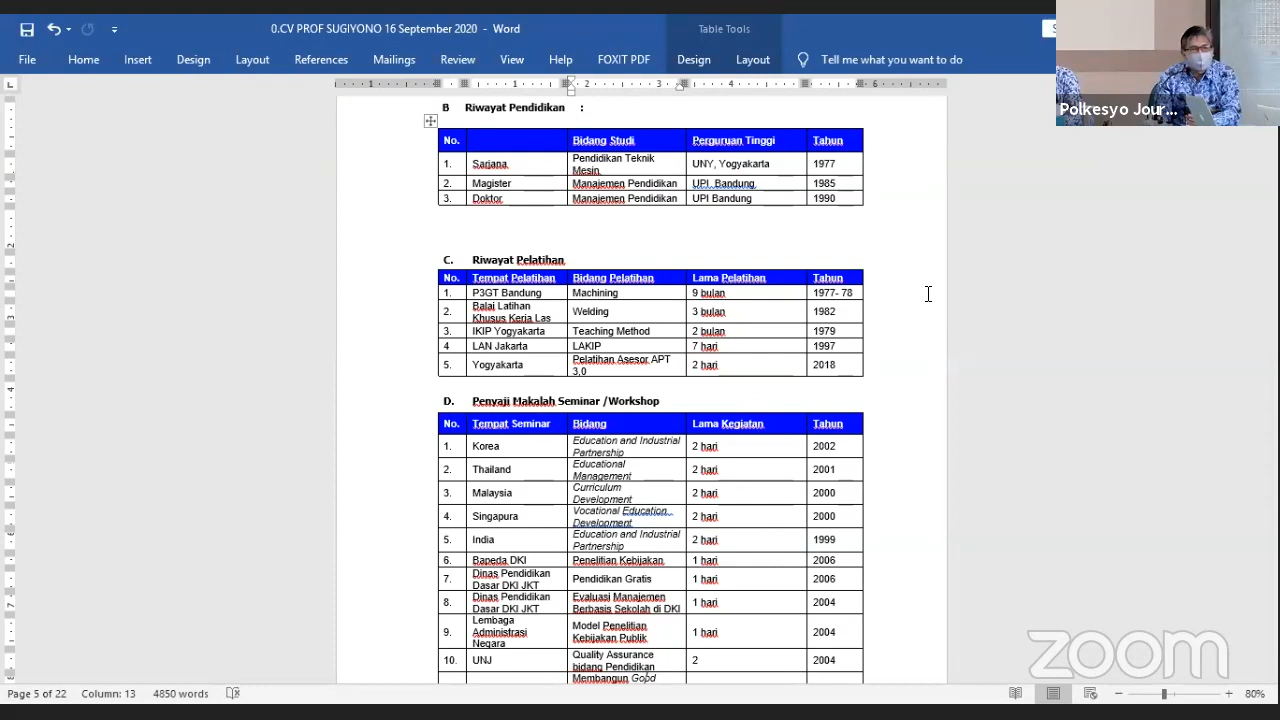 0.CV PROF SUGIYONO 16 September 2020 - Word
Table Tools
File Home Insert Design Layout References Mailings Review View Help FOXIT PDF Design Layout Tell me what you want to do
Polkesyo Jour...
B Riwayat Pendidikan :
No. Bidang Studi Perguruan Tinggi Tahun
1. Sarjana Pendidikan Teknik Mesin UNY, Yogyakarta 1977
2. Magister Manajemen Pendidikan UPI Bandung 1985
3. Doktor Manajemen Pendidikan UPI Bandung 1990
C. Riwayat Pelatihan
No. Tempat Pelatihan Bidang Pelatihan Lama Pelatihan Tahun
1. P3GT Bandung Machining 9 bulan 1977- 78
2. Balai Latihan Khusus Kerja Las Welding 3 bulan 1982
3. IKIP Yogyakarta Teaching Method 2 bulan 1979
4 LAN Jakarta LAKIP 7 hari 1997
5. Yogyakarta Pelatihan Asesor APT 3,0 2 hari 2018
D. Penyaji Makalah Seminar /Workshop
No. Tempat Seminar Bidang Lama Kegiatan Tahun
1. Korea Education and Industrial Partnership 2 hari 2002
2. Thailand Educational Management 2 hari 2001
3. Malaysia Curriculum Development 2 hari 2000
4. Singapura Vocational Education Development 2 hari 2000
5. India Education and Industrial Partnership 2 hari 1999
6. Bapeda DKI Penelitian Kebijakan 1 hari 2006
7. Dinas Pendidikan Dasar DKI JKT Pendidikan Gratis 1 hari 2006
8. Dinas Pendidikan Dasar DKI JKT Evaluasi Manajemen Berbasis Sekolah di DKI 1 hari 2004
9. Lembaga Administrasi Negara Model Penelitian Kebijakan Publik 1 hari 2004
10. UNJ Quality Assurance bidang Pendidikan 2 2004
Membangun Good
zoom
Page 5 of 22 Column: 13 4850 words 80%